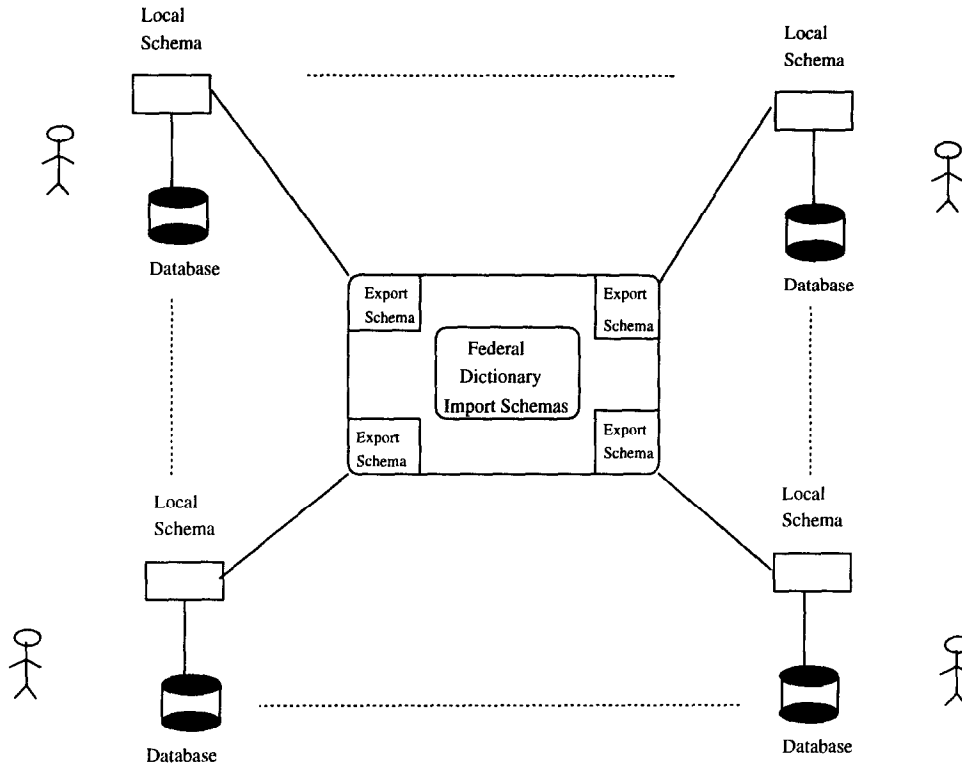 Local
Schema
Local
Schema
Database
Database
Export
Schema
Export
Schema
Federal
Dictionary
Import Schemas
Export
Schema
Export
Schema
Local
Schema
Local
Schema
Database
Database